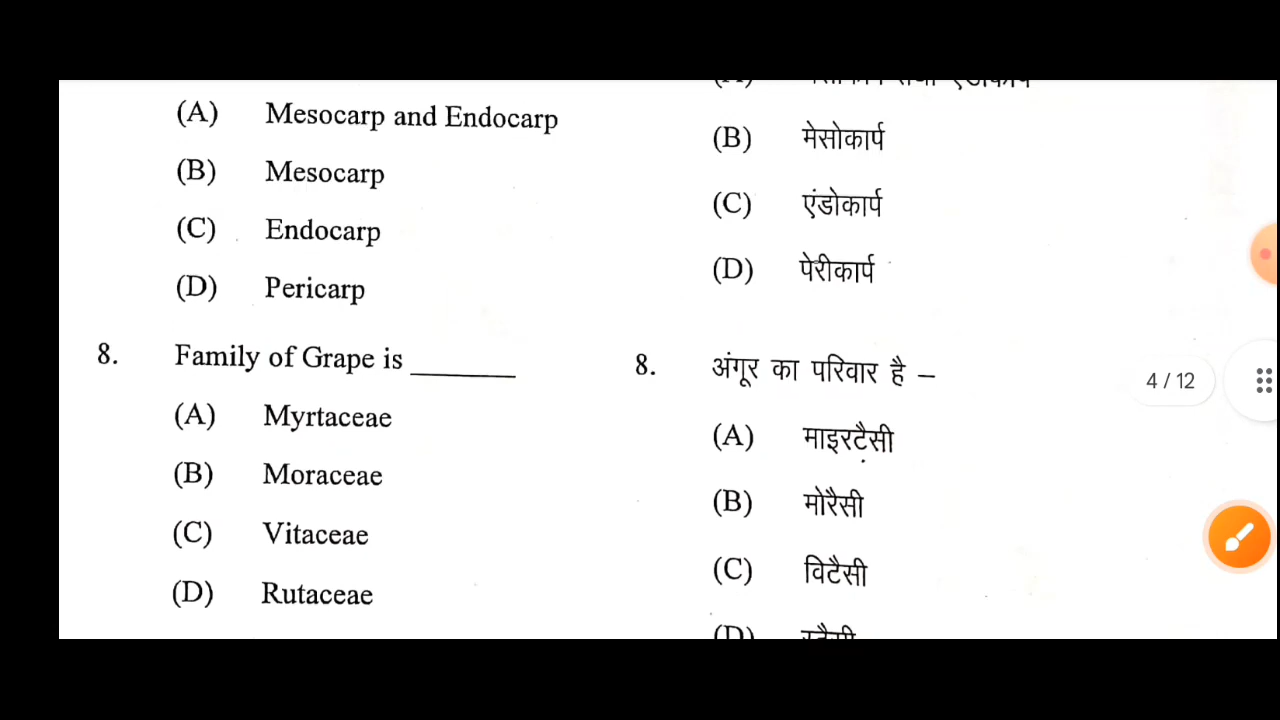 (A) Mesocarp and Endocarp
(B) Mesocarp
(C) Endocarp
(D) Pericarp
8. Family of Grape is ________
(A) Myrtaceae
(B) Moraceae
(C) Vitaceae
(D) Rutaceae
(B) मेसोकार्प
(C) एंडोकार्प
(D) पेरीकार्प
8. अंगूर का परिवार है –
(A) माइरटैसी
(B) मोरैसी
(C) विटैसी
(D)
4 / 12